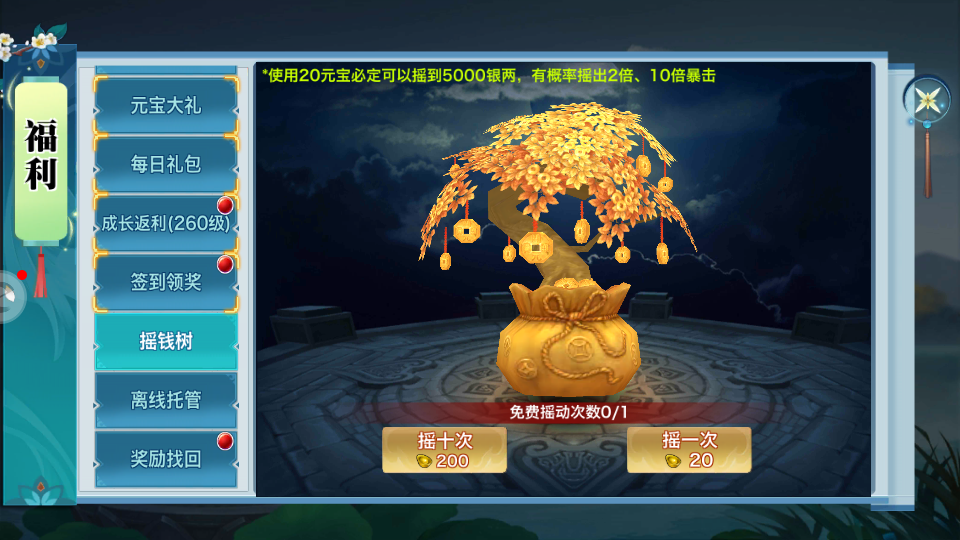 福利
*使用20元宝必定可以摇到5000银两，有概率摇出2倍、10倍暴击
元宝大礼
每日礼包
成长返利(260级)
签到领奖
摇钱树
离线托管
奖励找回
免费摇动次数0/1
摇十次
200
摇一次
20